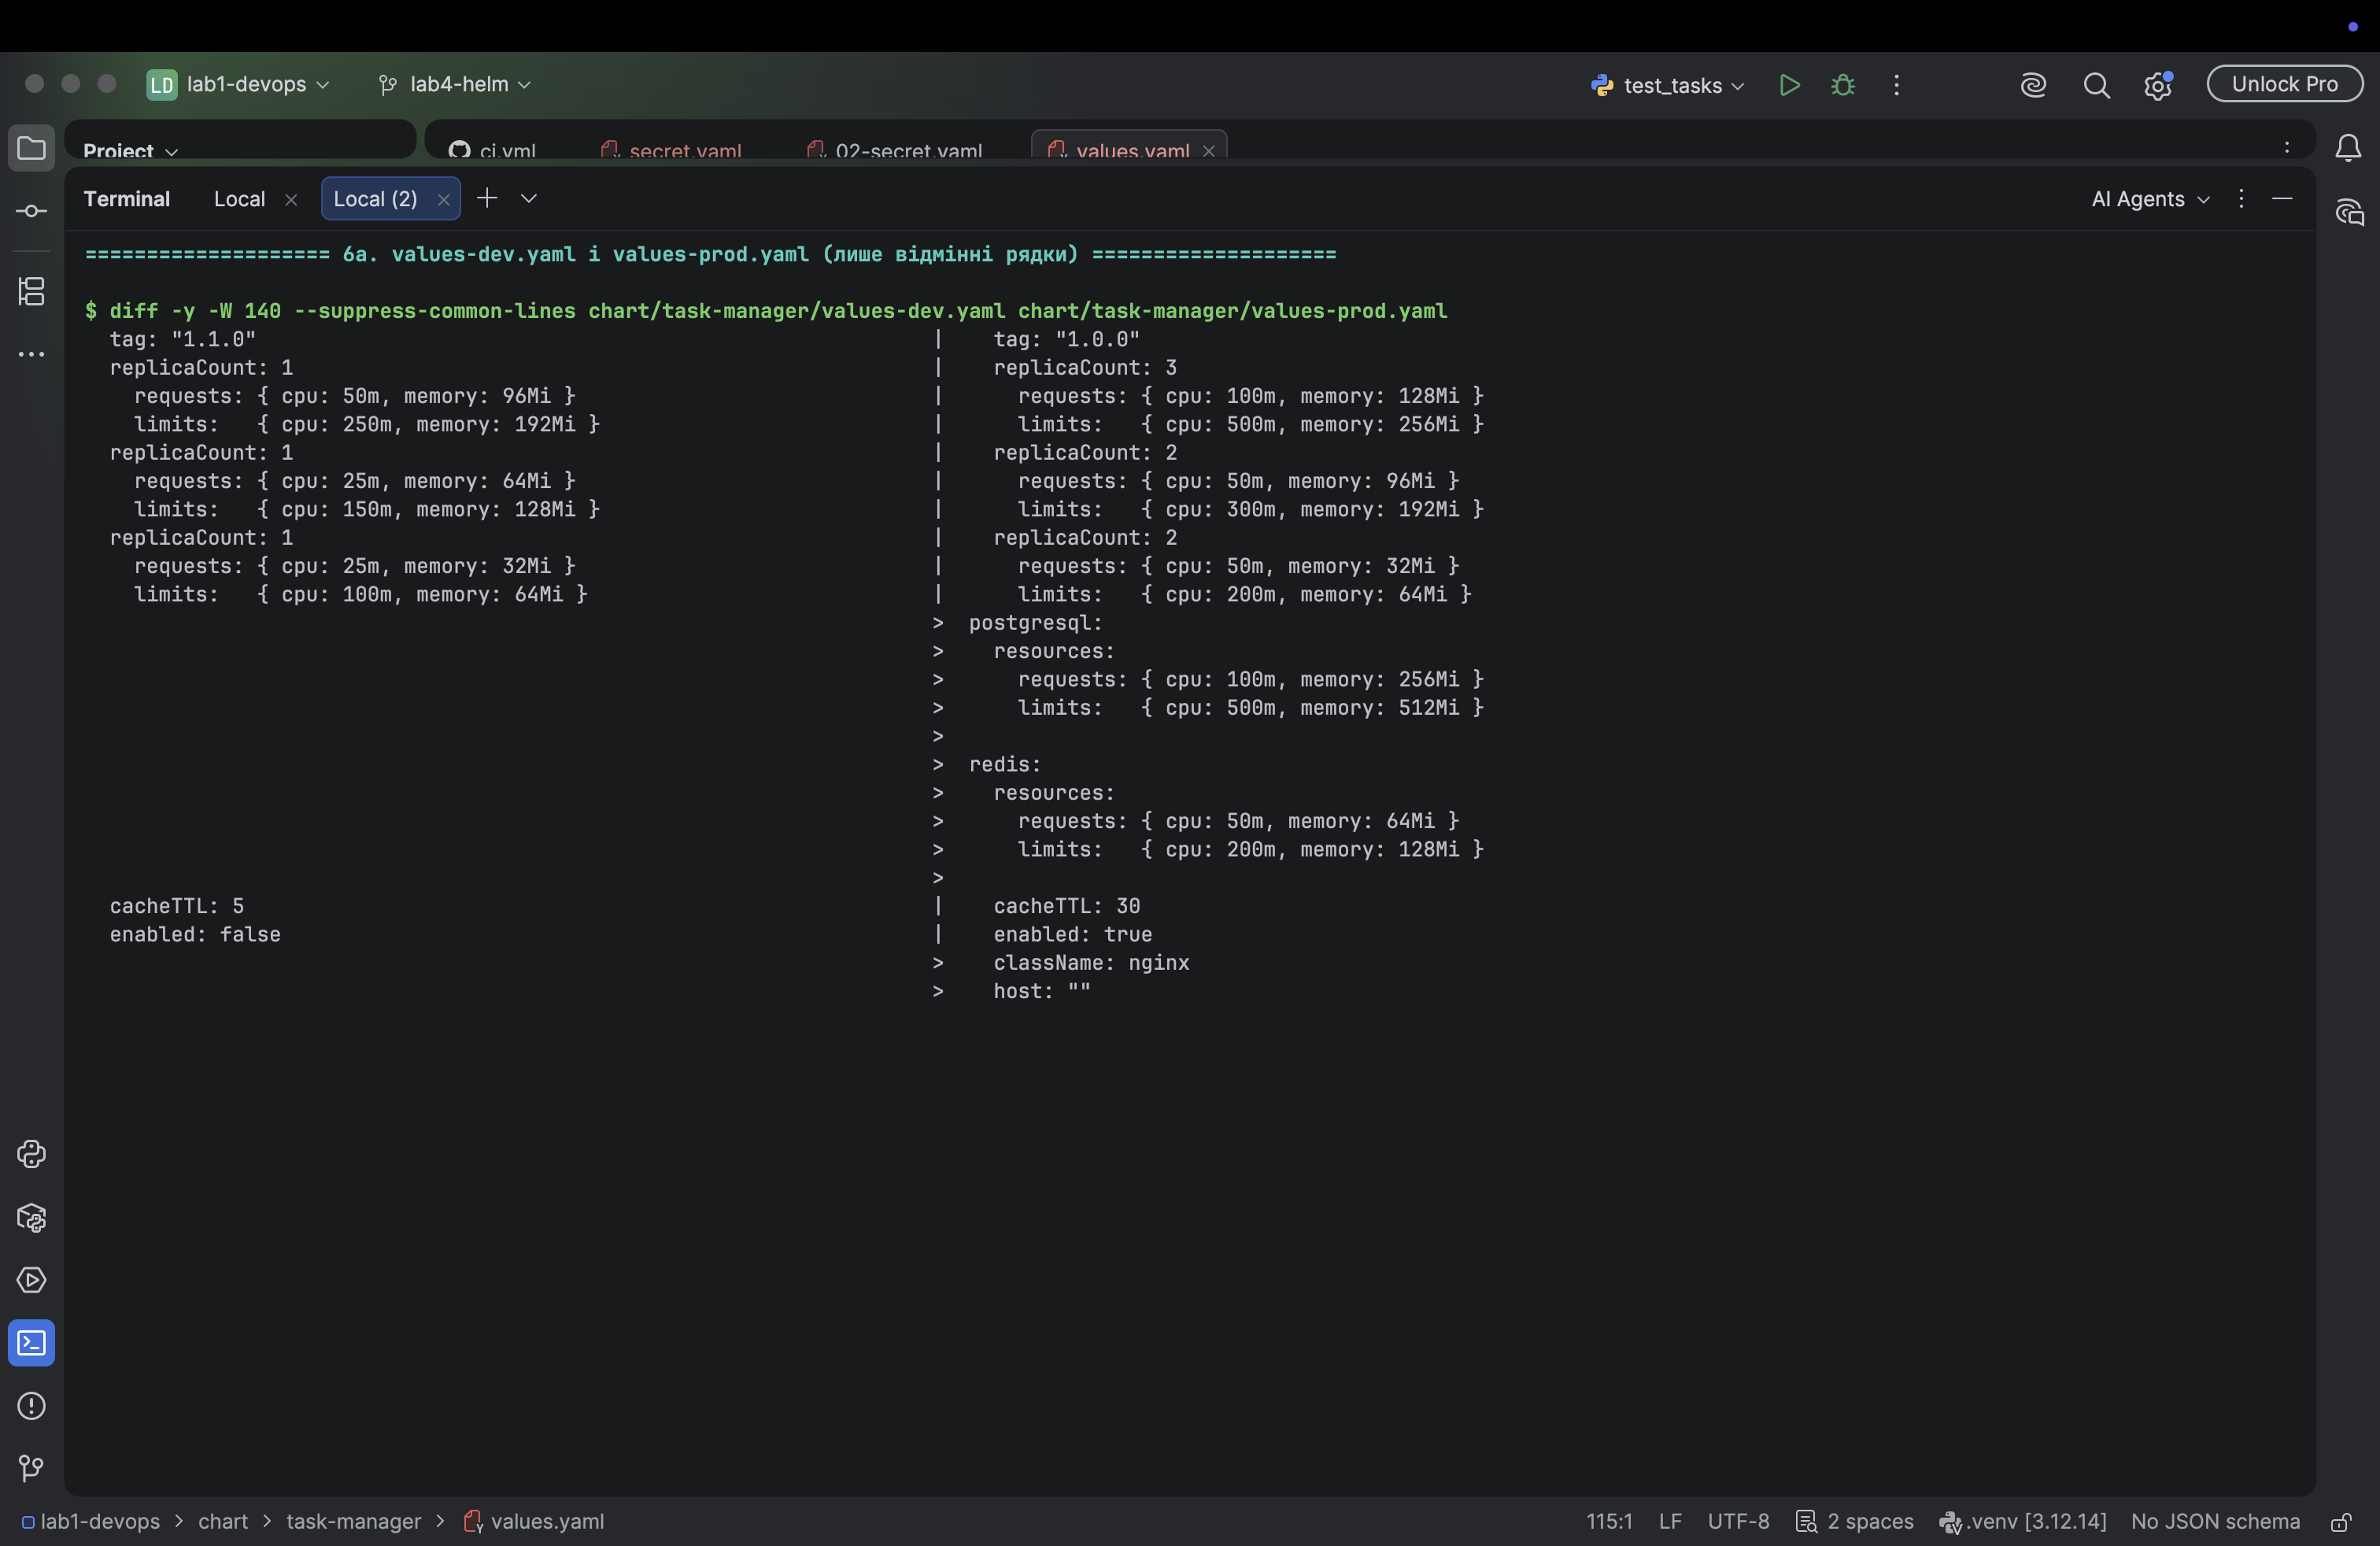 LD lab1-devops lab4-helm test_tasks Unlock Pro
Project ci.yml secret.yaml 02-secret.yaml values.yaml
Terminal Local Local (2) AI Agents
==================== 6a. values-dev.yaml і values-prod.yaml (лише відмінні рядки) ====================
$ diff -y -W 140 --suppress-common-lines chart/task-manager/values-dev.yaml chart/task-manager/values-prod.yaml
  tag: "1.1.0" | tag: "1.0.0"
  replicaCount: 1 | replicaCount: 3
    requests: { cpu: 50m, memory: 96Mi } | requests: { cpu: 100m, memory: 128Mi }
    limits:   { cpu: 250m, memory: 192Mi } | limits:   { cpu: 500m, memory: 256Mi }
  replicaCount: 1 | replicaCount: 2
    requests: { cpu: 25m, memory: 64Mi } | requests: { cpu: 50m, memory: 96Mi }
    limits:   { cpu: 150m, memory: 128Mi } | limits:   { cpu: 300m, memory: 192Mi }
  replicaCount: 1 | replicaCount: 2
    requests: { cpu: 25m, memory: 32Mi } | requests: { cpu: 50m, memory: 32Mi }
    limits:   { cpu: 100m, memory: 64Mi } | limits:   { cpu: 200m, memory: 64Mi }
> postgresql:
>   resources:
>     requests: { cpu: 100m, memory: 256Mi }
>     limits:   { cpu: 500m, memory: 512Mi }
>
> redis:
>   resources:
>     requests: { cpu: 50m, memory: 64Mi }
>     limits:   { cpu: 200m, memory: 128Mi }
>
  cacheTTL: 5 | cacheTTL: 30
  enabled: false | enabled: true
>   className: nginx
>   host: ""
lab1-devops > chart > task-manager > values.yaml 115:1 LF UTF-8 2 spaces .venv [3.12.14] No JSON schema